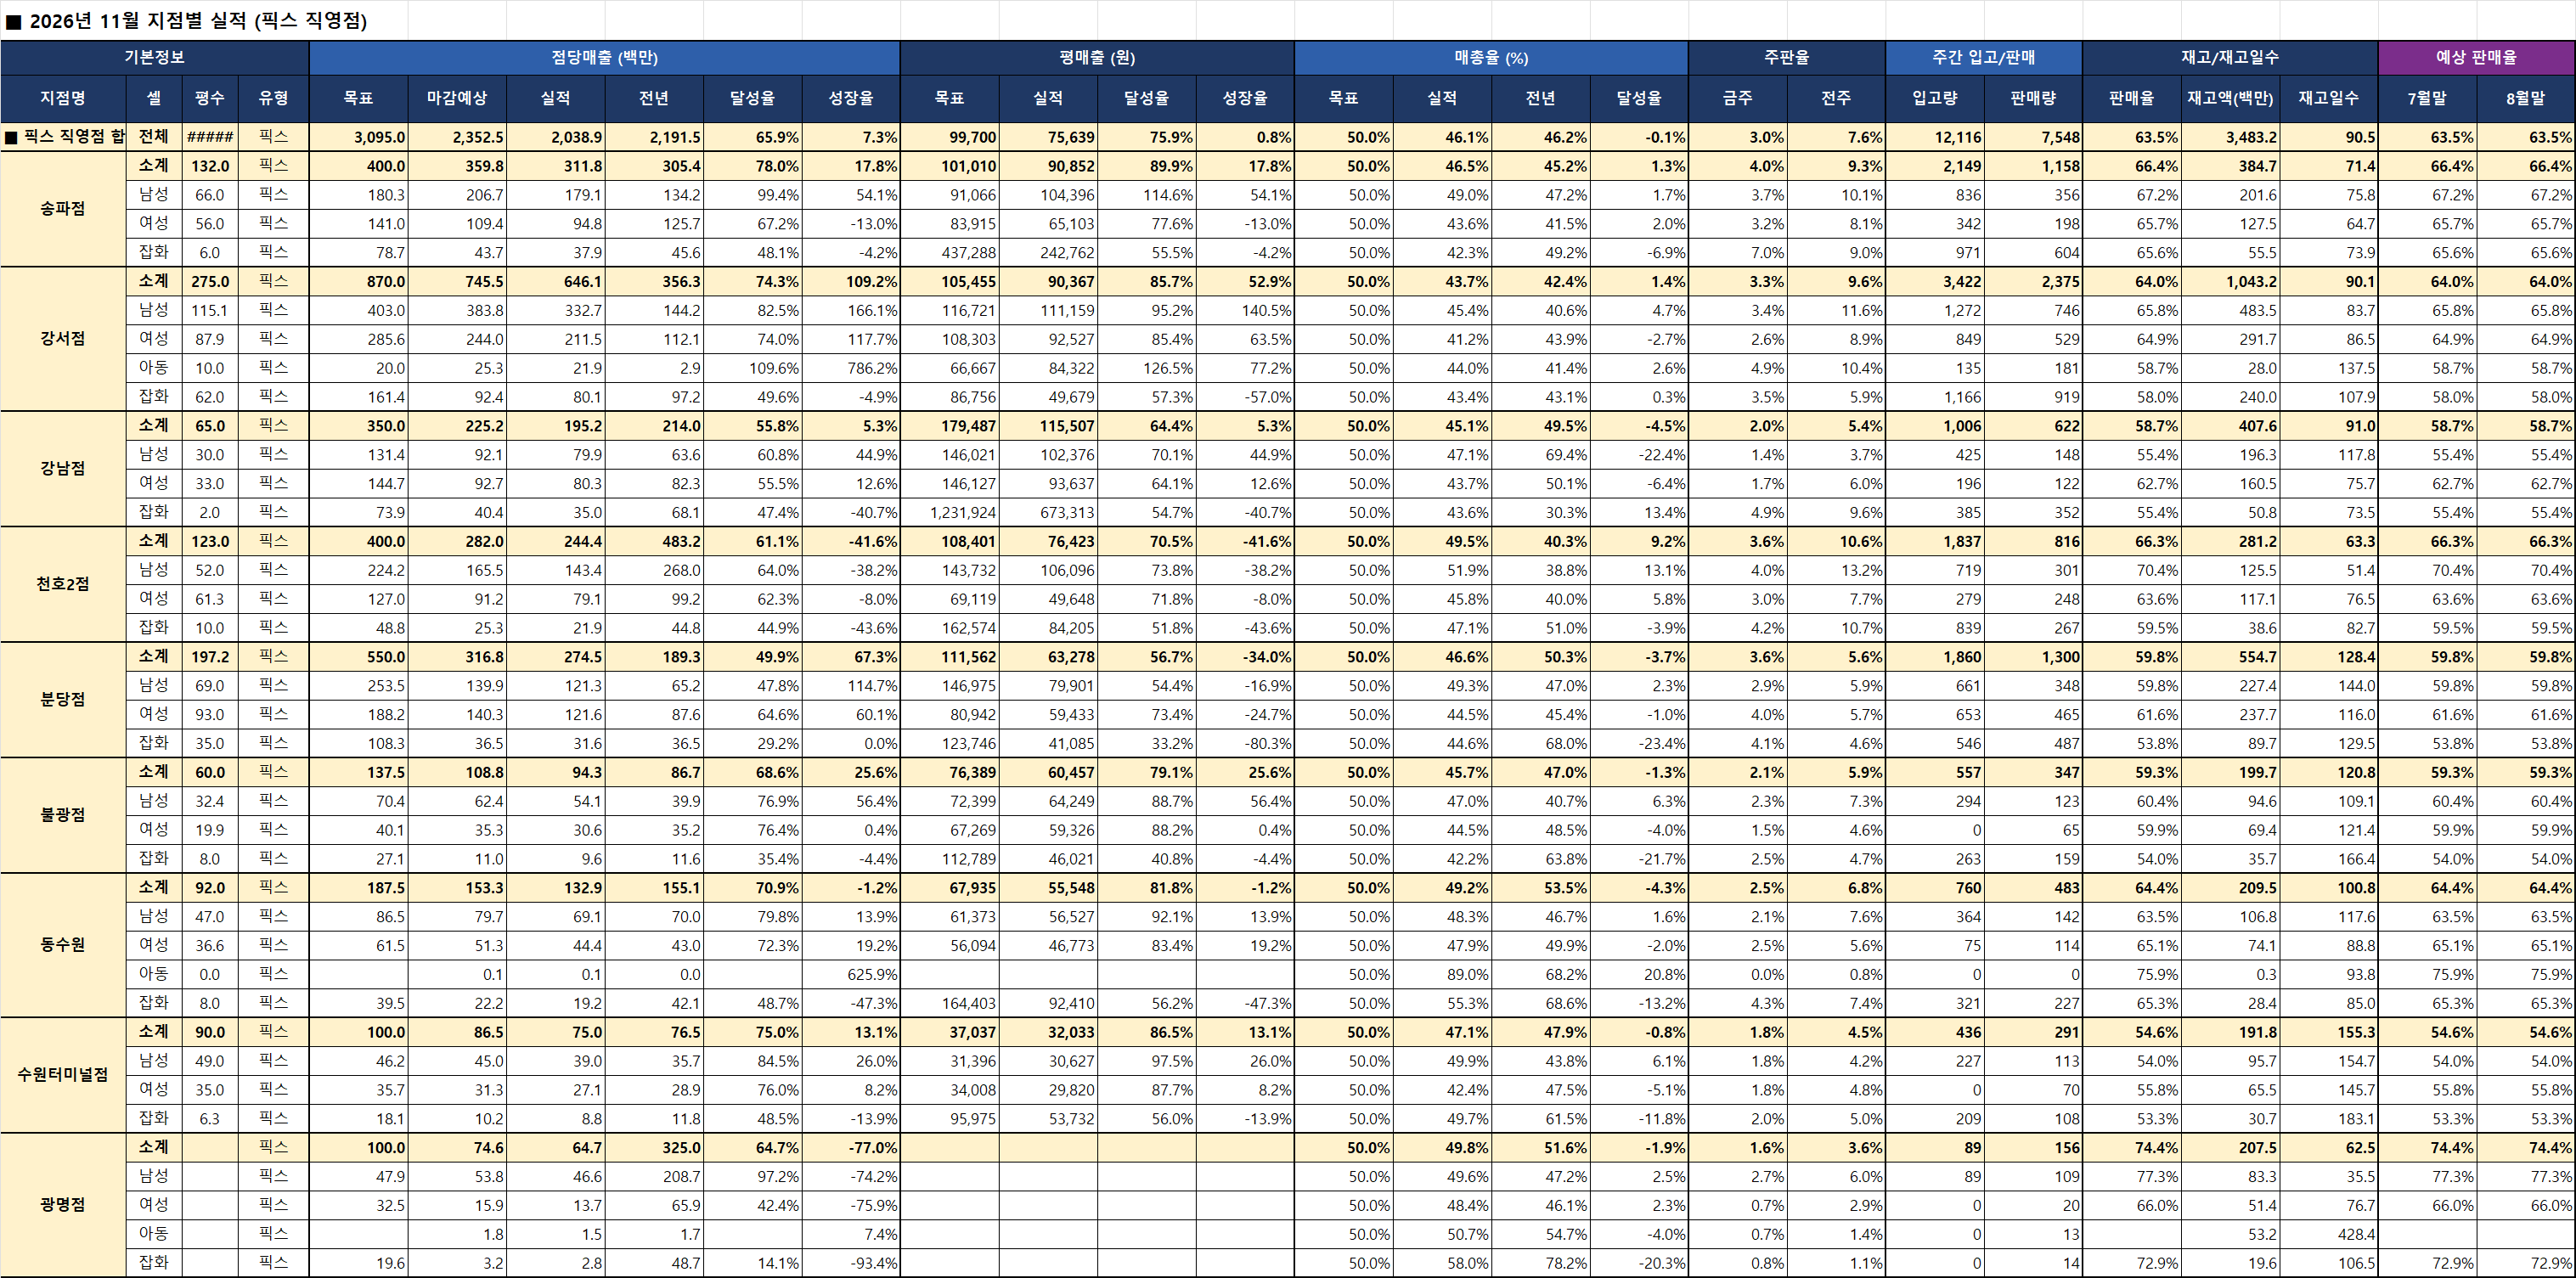 ■ 2026년 11월 지점별 실적 (픽스 직영점)
기본정보 점당매출 (백만) 평매출 (원) 매총율 (%) 주판율 주간 입고/판매 재고/재고일수 예상 판매율
지점명 셀 평수 유형 목표 마감예상 실적 전년 달성율 성장율 목표 실적 달성율 성장율 목표 실적 전년 달성율 금주 전주 입고량 판매량 판매율 재고액(백만) 재고일수 7월말 8월말
■ 픽스 직영점 합 전체 ##### 픽스 3,095.0 2,352.5 2,038.9 2,191.5 65.9% 7.3% 99,700 75,639 75.9% 0.8% 50.0% 46.1% 46.2% -0.1% 3.0% 7.6% 12,116 7,548 63.5% 3,483.2 90.5 63.5% 63.5%
송파점 소계 132.0 픽스 400.0 359.8 311.8 305.4 78.0% 17.8% 101,010 90,852 89.9% 17.8% 50.0% 46.5% 45.2% 1.3% 4.0% 9.3% 2,149 1,158 66.4% 384.7 71.4 66.4% 66.4%
남성 66.0 픽스 180.3 206.7 179.1 134.2 99.4% 54.1% 91,066 104,396 114.6% 54.1% 50.0% 49.0% 47.2% 1.7% 3.7% 10.1% 836 356 67.2% 201.6 75.8 67.2% 67.2%
여성 56.0 픽스 141.0 109.4 94.8 125.7 67.2% -13.0% 83,915 65,103 77.6% -13.0% 50.0% 43.6% 41.5% 2.0% 3.2% 8.1% 342 198 65.7% 127.5 64.7 65.7% 65.7%
잡화 6.0 픽스 78.7 43.7 37.9 45.6 48.1% -4.2% 437,288 242,762 55.5% -4.2% 50.0% 42.3% 49.2% -6.9% 7.0% 9.0% 971 604 65.6% 55.5 73.9 65.6% 65.6%
강서점 소계 275.0 픽스 870.0 745.5 646.1 356.3 74.3% 109.2% 105,455 90,367 85.7% 52.9% 50.0% 43.7% 42.4% 1.4% 3.3% 9.6% 3,422 2,375 64.0% 1,043.2 90.1 64.0% 64.0%
남성 115.1 픽스 403.0 383.8 332.7 144.2 82.5% 166.1% 116,721 111,159 95.2% 140.5% 50.0% 45.4% 40.6% 4.7% 3.4% 11.6% 1,272 746 65.8% 483.5 83.7 65.8% 65.8%
여성 87.9 픽스 285.6 244.0 211.5 112.1 74.0% 117.7% 108,303 92,527 85.4% 63.5% 50.0% 41.2% 43.9% -2.7% 2.6% 8.9% 849 529 64.9% 291.7 86.5 64.9% 64.9%
아동 10.0 픽스 20.0 25.3 21.9 2.9 109.6% 786.2% 66,667 84,322 126.5% 77.2% 50.0% 44.0% 41.4% 2.6% 4.9% 10.4% 135 181 58.7% 28.0 137.5 58.7% 58.7%
잡화 62.0 픽스 161.4 92.4 80.1 97.2 49.6% -4.9% 86,756 49,679 57.3% -57.0% 50.0% 43.4% 43.1% 0.3% 3.5% 5.9% 1,166 919 58.0% 240.0 107.9 58.0% 58.0%
강남점 소계 65.0 픽스 350.0 225.2 195.2 214.0 55.8% 5.3% 179,487 115,507 64.4% 5.3% 50.0% 45.1% 49.5% -4.5% 2.0% 5.4% 1,006 622 58.7% 407.6 91.0 58.7% 58.7%
남성 30.0 픽스 131.4 92.1 79.9 63.6 60.8% 44.9% 146,021 102,376 70.1% 44.9% 50.0% 47.1% 69.4% -22.4% 1.4% 3.7% 425 148 55.4% 196.3 117.8 55.4% 55.4%
여성 33.0 픽스 144.7 92.7 80.3 82.3 55.5% 12.6% 146,127 93,637 64.1% 12.6% 50.0% 43.7% 50.1% -6.4% 1.7% 6.0% 196 122 62.7% 160.5 75.7 62.7% 62.7%
잡화 2.0 픽스 73.9 40.4 35.0 68.1 47.4% -40.7% 1,231,924 673,313 54.7% -40.7% 50.0% 43.6% 30.3% 13.4% 4.9% 9.6% 385 352 55.4% 50.8 73.5 55.4% 55.4%
천호2점 소계 123.0 픽스 400.0 282.0 244.4 483.2 61.1% -41.6% 108,401 76,423 70.5% -41.6% 50.0% 49.5% 40.3% 9.2% 3.6% 10.6% 1,837 816 66.3% 281.2 63.3 66.3% 66.3%
남성 52.0 픽스 224.2 165.5 143.4 268.0 64.0% -38.2% 143,732 106,096 73.8% -38.2% 50.0% 51.9% 38.8% 13.1% 4.0% 13.2% 719 301 70.4% 125.5 51.4 70.4% 70.4%
여성 61.3 픽스 127.0 91.2 79.1 99.2 62.3% -8.0% 69,119 49,648 71.8% -8.0% 50.0% 45.8% 40.0% 5.8% 3.0% 7.7% 279 248 63.6% 117.1 76.5 63.6% 63.6%
잡화 10.0 픽스 48.8 25.3 21.9 44.8 44.9% -43.6% 162,574 84,205 51.8% -43.6% 50.0% 47.1% 51.0% -3.9% 4.2% 10.7% 839 267 59.5% 38.6 82.7 59.5% 59.5%
분당점 소계 197.2 픽스 550.0 316.8 274.5 189.3 49.9% 67.3% 111,562 63,278 56.7% -34.0% 50.0% 46.6% 50.3% -3.7% 3.6% 5.6% 1,860 1,300 59.8% 554.7 128.4 59.8% 59.8%
남성 69.0 픽스 253.5 139.9 121.3 65.2 47.8% 114.7% 146,975 79,901 54.4% -16.9% 50.0% 49.3% 47.0% 2.3% 2.9% 5.9% 661 348 59.8% 227.4 144.0 59.8% 59.8%
여성 93.0 픽스 188.2 140.3 121.6 87.6 64.6% 60.1% 80,942 59,433 73.4% -24.7% 50.0% 44.5% 45.4% -1.0% 4.0% 5.7% 653 465 61.6% 237.7 116.0 61.6% 61.6%
잡화 35.0 픽스 108.3 36.5 31.6 36.5 29.2% 0.0% 123,746 41,085 33.2% -80.3% 50.0% 44.6% 68.0% -23.4% 4.1% 4.6% 546 487 53.8% 89.7 129.5 53.8% 53.8%
불광점 소계 60.0 픽스 137.5 108.8 94.3 86.7 68.6% 25.6% 76,389 60,457 79.1% 25.6% 50.0% 45.7% 47.0% -1.3% 2.1% 5.9% 557 347 59.3% 199.7 120.8 59.3% 59.3%
남성 32.4 픽스 70.4 62.4 54.1 39.9 76.9% 56.4% 72,399 64,249 88.7% 56.4% 50.0% 47.0% 40.7% 6.3% 2.3% 7.3% 294 123 60.4% 94.6 109.1 60.4% 60.4%
여성 19.9 픽스 40.1 35.3 30.6 35.2 76.4% 0.4% 67,269 59,326 88.2% 0.4% 50.0% 44.5% 48.5% -4.0% 1.5% 4.6% 0 65 59.9% 69.4 121.4 59.9% 59.9%
잡화 8.0 픽스 27.1 11.0 9.6 11.6 35.4% -4.4% 112,789 46,021 40.8% -4.4% 50.0% 42.2% 63.8% -21.7% 2.5% 4.7% 263 159 54.0% 35.7 166.4 54.0% 54.0%
동수원 소계 92.0 픽스 187.5 153.3 132.9 155.1 70.9% -1.2% 67,935 55,548 81.8% -1.2% 50.0% 49.2% 53.5% -4.3% 2.5% 6.8% 760 483 64.4% 209.5 100.8 64.4% 64.4%
남성 47.0 픽스 86.5 79.7 69.1 70.0 79.8% 13.9% 61,373 56,527 92.1% 13.9% 50.0% 48.3% 46.7% 1.6% 2.1% 7.6% 364 142 63.5% 106.8 117.6 63.5% 63.5%
여성 36.6 픽스 61.5 51.3 44.4 43.0 72.3% 19.2% 56,094 46,773 83.4% 19.2% 50.0% 47.9% 49.9% -2.0% 2.5% 5.6% 75 114 65.1% 74.1 88.8 65.1% 65.1%
아동 0.0 픽스 0.1 0.1 0.0 625.9% 50.0% 89.0% 68.2% 20.8% 0.0% 0.8% 0 0 75.9% 0.3 93.8 75.9% 75.9%
잡화 8.0 픽스 39.5 22.2 19.2 42.1 48.7% -47.3% 164,403 92,410 56.2% -47.3% 50.0% 55.3% 68.6% -13.2% 4.3% 7.4% 321 227 65.3% 28.4 85.0 65.3% 65.3%
수원터미널점 소계 90.0 픽스 100.0 86.5 75.0 76.5 75.0% 13.1% 37,037 32,033 86.5% 13.1% 50.0% 47.1% 47.9% -0.8% 1.8% 4.5% 436 291 54.6% 191.8 155.3 54.6% 54.6%
남성 49.0 픽스 46.2 45.0 39.0 35.7 84.5% 26.0% 31,396 30,627 97.5% 26.0% 50.0% 49.9% 43.8% 6.1% 1.8% 4.2% 227 113 54.0% 95.7 154.7 54.0% 54.0%
여성 35.0 픽스 35.7 31.3 27.1 28.9 76.0% 8.2% 34,008 29,820 87.7% 8.2% 50.0% 42.4% 47.5% -5.1% 1.8% 4.8% 0 70 55.8% 65.5 145.7 55.8% 55.8%
잡화 6.3 픽스 18.1 10.2 8.8 11.8 48.5% -13.9% 95,975 53,732 56.0% -13.9% 50.0% 49.7% 61.5% -11.8% 2.0% 5.0% 209 108 53.3% 30.7 183.1 53.3% 53.3%
광명점 소계 픽스 100.0 74.6 64.7 325.0 64.7% -77.0% 50.0% 49.8% 51.6% -1.9% 1.6% 3.6% 89 156 74.4% 207.5 62.5 74.4% 74.4%
남성 픽스 47.9 53.8 46.6 208.7 97.2% -74.2% 50.0% 49.6% 47.2% 2.5% 2.7% 6.0% 89 109 77.3% 83.3 35.5 77.3% 77.3%
여성 픽스 32.5 15.9 13.7 65.9 42.4% -75.9% 50.0% 48.4% 46.1% 2.3% 0.7% 2.9% 0 20 66.0% 51.4 76.7 66.0% 66.0%
아동 픽스 1.8 1.5 1.7 7.4% 50.0% 50.7% 54.7% -4.0% 0.7% 1.4% 0 13 53.2 428.4
잡화 픽스 19.6 3.2 2.8 48.7 14.1% -93.4% 50.0% 58.0% 78.2% -20.3% 0.8% 1.1% 0 14 72.9% 19.6 106.5 72.9% 72.9%